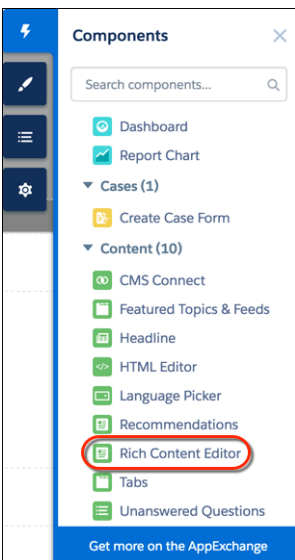 Components
Search components...
Dashboard
Report Chart
Cases (1)
Create Case Form
Content (10)
CMS Connect
Featured Topics & Feeds
Headline
HTML Editor
Language Picker
Recommendations
Rich Content Editor
Tabs
Unanswered Questions
Get more on the AppExchange